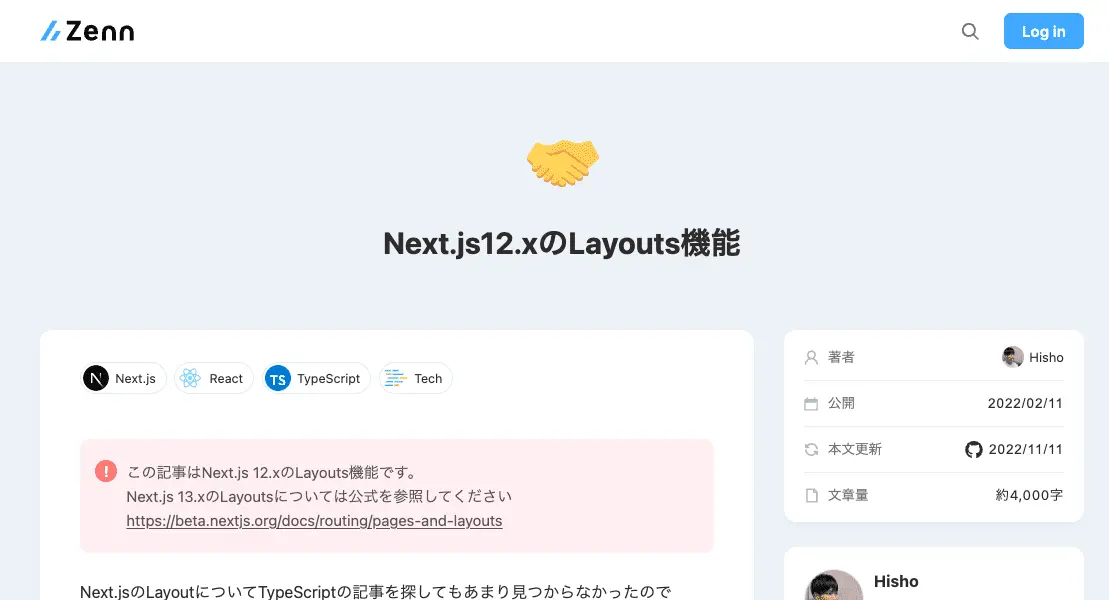 Zenn
Log in
Next.js12.xのLayouts機能
Next.js
React
TS TypeScript
Tech
この記事はNext.js 12.xのLayouts機能です。
Next.js 13.xのLayoutsについては公式を参照してください
https://beta.nextjs.org/docs/routing/pages-and-layouts
Next.jsのLayoutについてTypeScriptの記事を探してもあまり見つからなかったので
著者 Hisho
公開 2022/02/11
本文更新 2022/11/11
文章量 約4,000字
Hisho